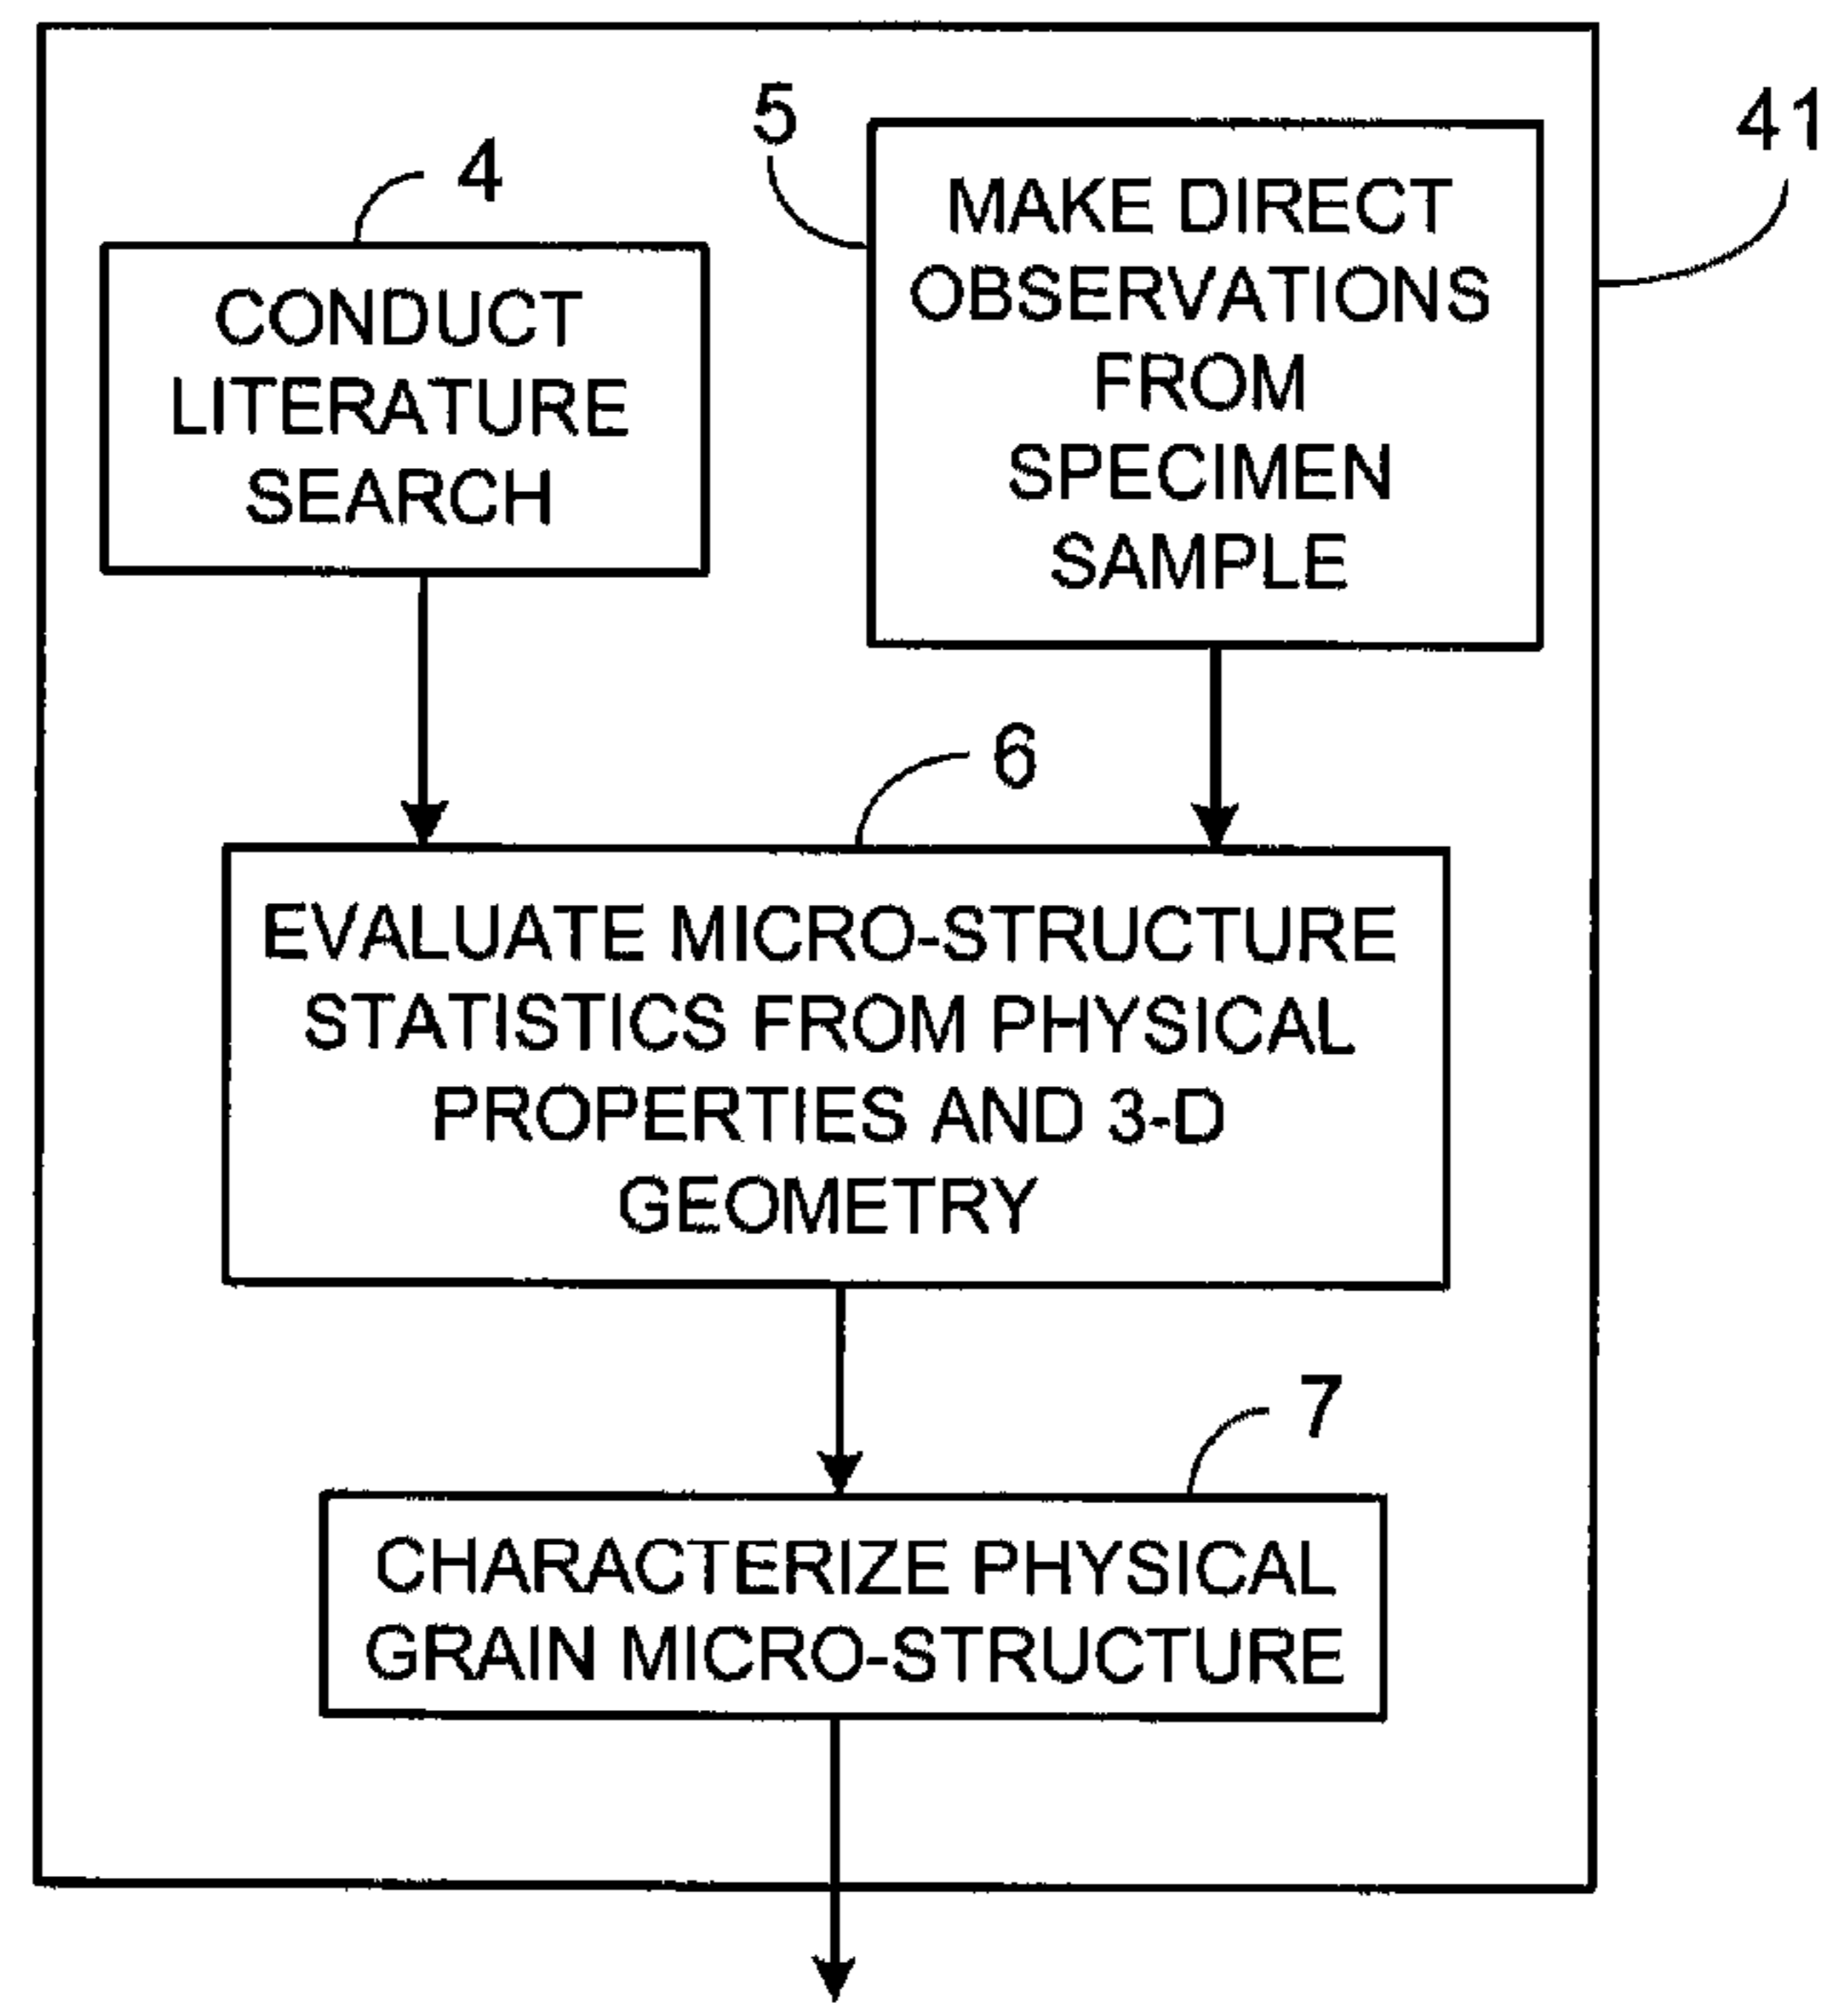 4
CONDUCT
LITERATURE
SEARCH
5
MAKE DIRECT
OBSERVATIONS
FROM
SPECIMEN
SAMPLE
41
6
EVALUATE MICRO-STRUCTURE
STATISTICS FROM PHYSICAL
PROPERTIES AND 3-D
GEOMETRY
7
CHARACTERIZE PHYSICAL
GRAIN MICRO-STRUCTURE